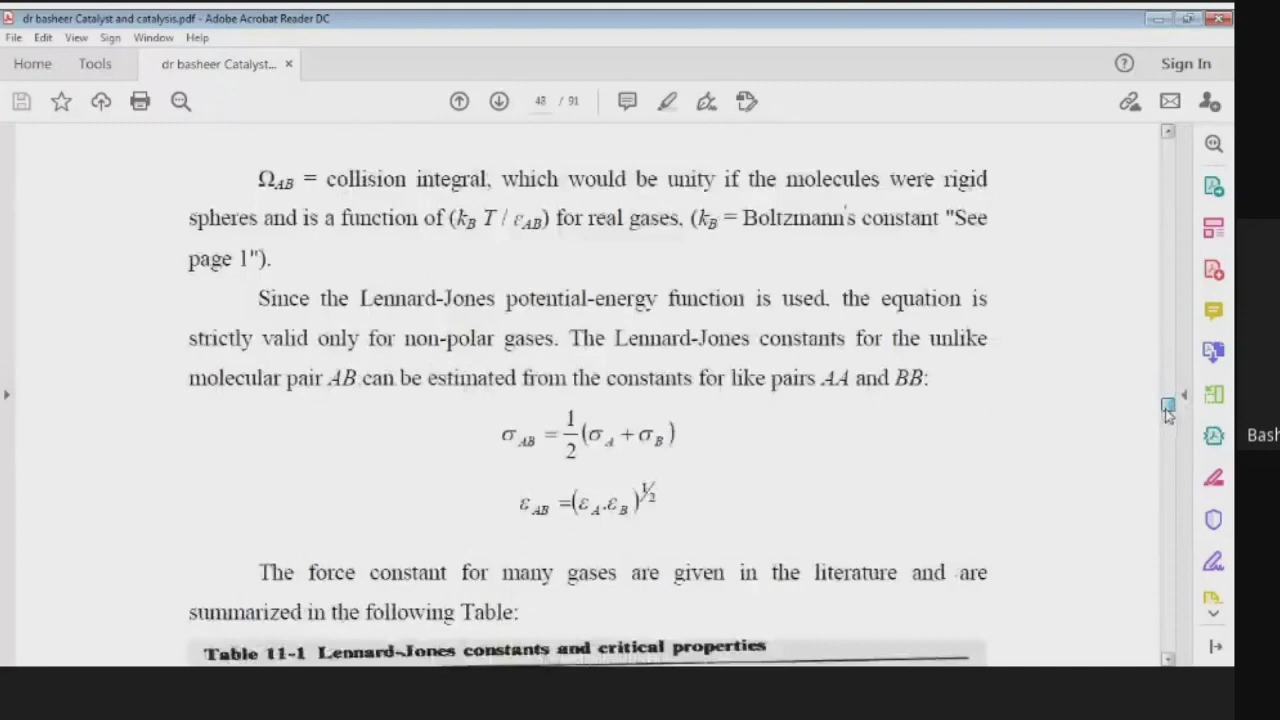 dr basheer Catalyst and catalysis.pdf - Adobe Acrobat Reader DC
File Edit View Sign Window Help
Home Tools dr basheer Catalyst... ×
Sign In
48 / 91
Ω_AB = collision integral, which would be unity if the molecules were rigid
spheres and is a function of (k_B T / ε_AB) for real gases, (k_B = Boltzmann's constant "See
page 1").
Since the Lennard-Jones potential-energy function is used, the equation is
strictly valid only for non-polar gases. The Lennard-Jones constants for the unlike
molecular pair AB can be estimated from the constants for like pairs AA and BB:
σ_AB = 1/2 (σ_A + σ_B)
ε_AB = (ε_A.ε_B)^1/2
The force constant for many gases are given in the literature and are
summarized in the following Table:
Table 11-1 Lennard-Jones constants and critical properties
Bash